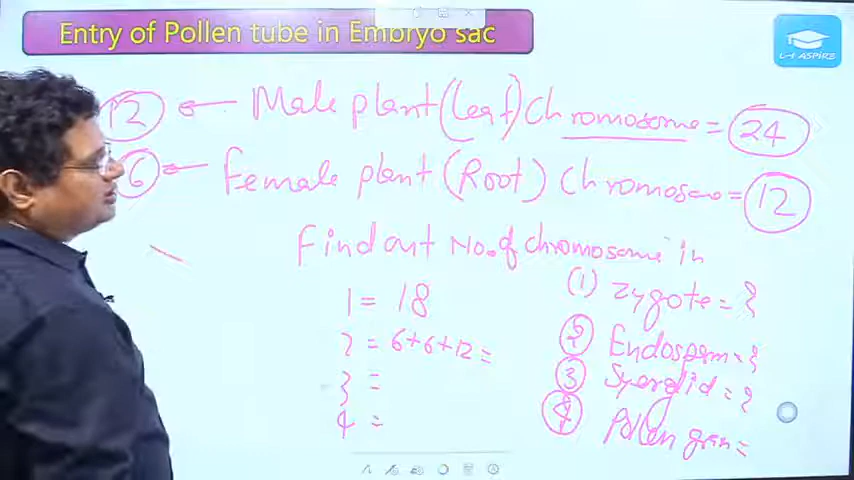 Entry of Pollen tube in Embryo sac
L-1 ASPIRE
12 ← Male plant (Leaf) Chromosome = 24
6 ← Female plant (Root) Chromosome = 12
Find out No. of chromosome in
1 = 18
2 = 6+6+12 =
3 =
4 =
(1) Zygote = ?
(2) Endosperm = ?
(3) = ?
(4) Pollen grain =